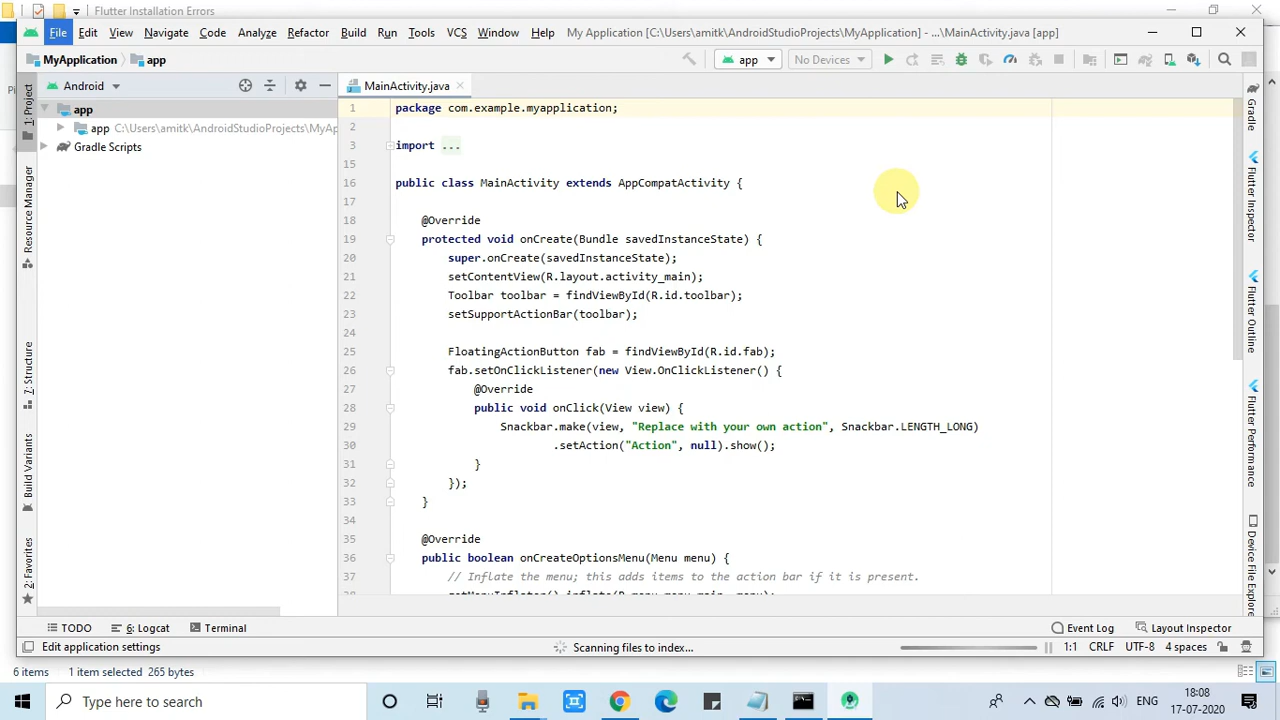 Flutter Installation Errors
File Edit View Navigate Code Analyze Refactor Build Run Tools VCS Window Help My Application [C:\Users\amitk\AndroidStudioProjects\MyApplication] - ...\MainActivity.java [app]
MyApplication app app No Devices
1: Project Android MainActivity.java Gradle
app
app C:\Users\amitk\AndroidStudioProjects\MyAp
Gradle Scripts
Resource Manager
7: Structure
Build Variants
2: Favorites
1 package com.example.myapplication;
2
3 import ...
15
16 public class MainActivity extends AppCompatActivity {
17
18 @Override
19 protected void onCreate(Bundle savedInstanceState) {
20 super.onCreate(savedInstanceState);
21 setContentView(R.layout.activity_main);
22 Toolbar toolbar = findViewById(R.id.toolbar);
23 setSupportActionBar(toolbar);
24
25 FloatingActionButton fab = findViewById(R.id.fab);
26 fab.setOnClickListener(new View.OnClickListener() {
27 @Override
28 public void onClick(View view) {
29 Snackbar.make(view, "Replace with your own action", Snackbar.LENGTH_LONG)
30 .setAction("Action", null).show();
31 }
32 });
33 }
34
35 @Override
36 public boolean onCreateOptionsMenu(Menu menu) {
37 // Inflate the menu; this adds items to the action bar if it is present.
Flutter Inspector
Flutter Outline
Flutter Performance
Device File Explorer
TODO 6: Logcat Terminal Event Log Layout Inspector
Edit application settings Scanning files to index... 1:1 CRLF UTF-8 4 spaces
6 items 1 item selected 265 bytes
Type here to search ENG 18:08
17-07-2020